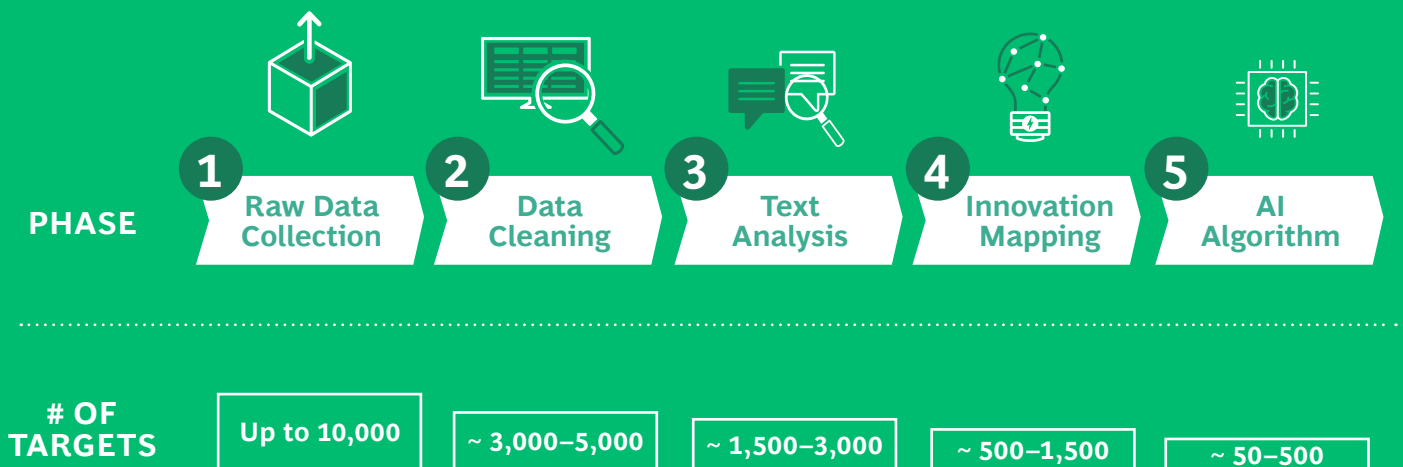 1
2
3
4
5
PHASE
Raw Data
Collection
Data
Cleaning
Text
Analysis
Innovation
Mapping
AI
Algorithm
# OF
TARGETS
Up to 10,000
~ 3,000–5,000
~ 1,500–3,000
~ 500–1,500
~ 50–500